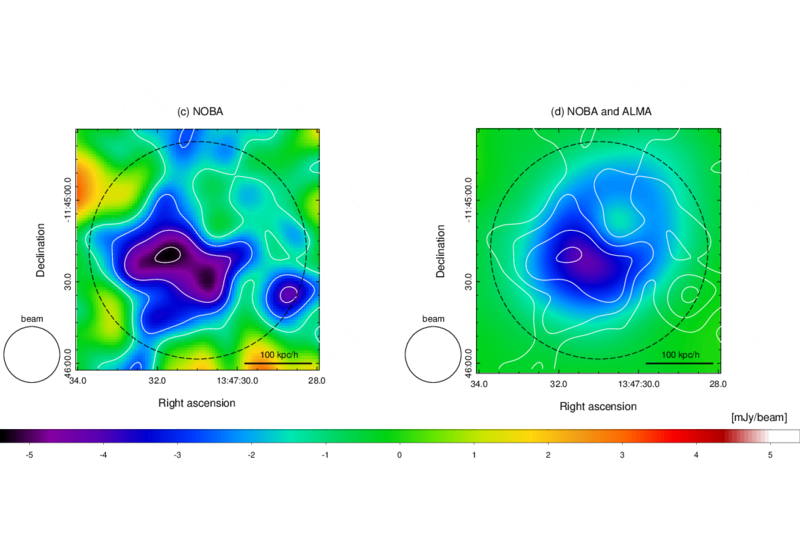 (c) NOBA
(d) NOBA and ALMA
Declination
-11:45:00.0
30.0
46:00.0
beam
100 kpc/h
34.0
32.0
13:47:30.0
28.0
Right ascension
Declination
-11:45:00.0
30.0
46:00.0
beam
100 kpc/h
34.0
32.0
13:47:30.0
28.0
Right ascension
[mJy/beam]
-5 -4 -3 -2 -1 0 1 2 3 4 5